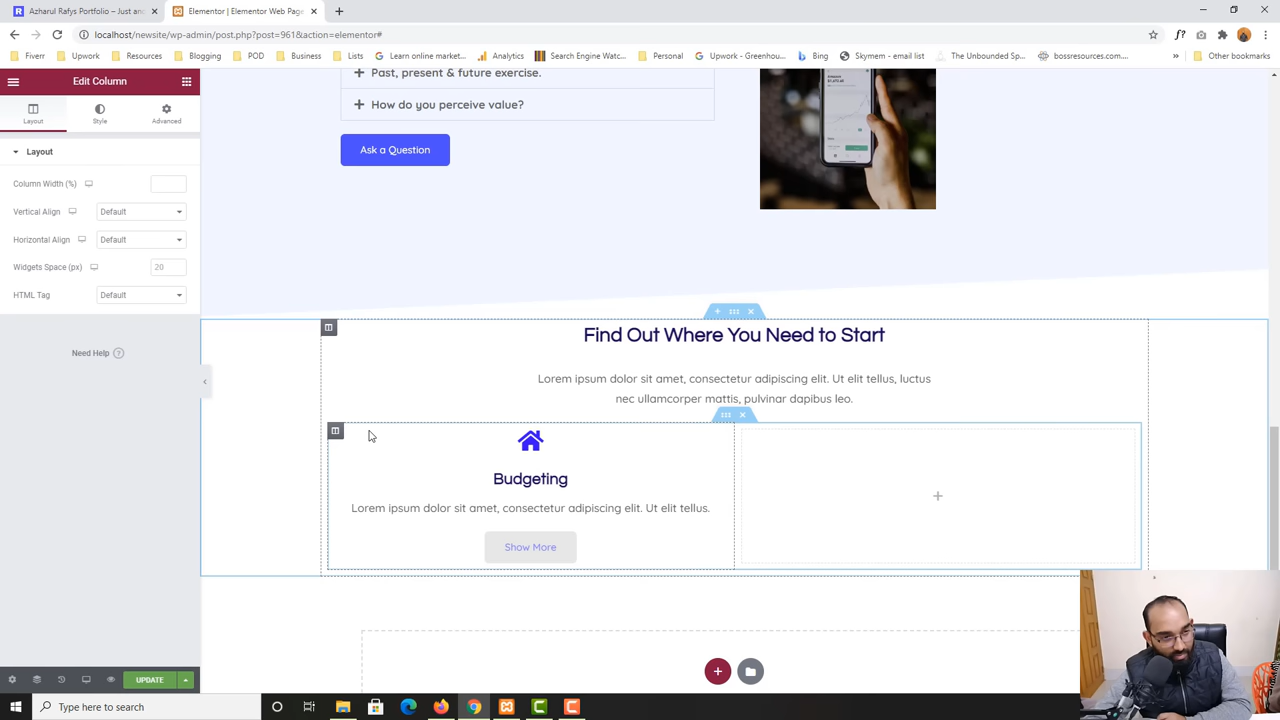 Azharul Rafys Portfolio – Just and
Elementor | Elementor Web Page
localhost/newsite/wp-admin/post.php?post=961&action=elementor#
Fiverr
Upwork
Resources
Blogging
POD
Business
Lists
Learn online market...
Analytics
Search Engine Watc...
Personal
Upwork - Greenhou...
Bing
Skymem - email list
The Unbounded Sp...
bossresources.com...
»
Other bookmarks
Edit Column
Layout
Style
Advanced
Layout
Column Width (%)
Vertical Align
Default
Horizontal Align
Default
Widgets Space (px)
20
HTML Tag
Default
Need Help
Past, present & future exercise.
How do you perceive value?
Ask a Question
Find Out Where You Need to Start
Lorem ipsum dolor sit amet, consectetur adipiscing elit. Ut elit tellus, luctus
nec ullamcorper mattis, pulvinar dapibus leo.
Budgeting
Lorem ipsum dolor sit amet, consectetur adipiscing elit. Ut elit tellus.
Show More
UPDATE
Type here to search